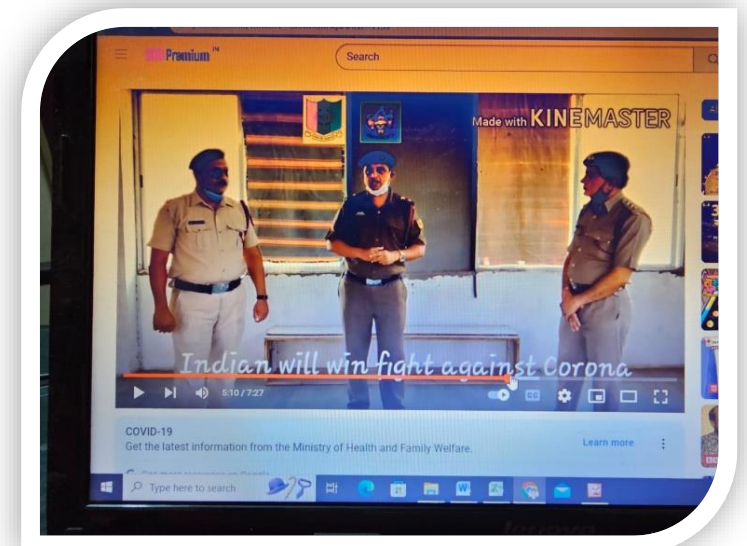 Premium IN
Search
Made with KINEMASTER
Indian will win fight against Corona
5:10 / 7:27
COVID-19
Get the latest information from the Ministry of Health and Family Welfare.
Learn more
Type here to search